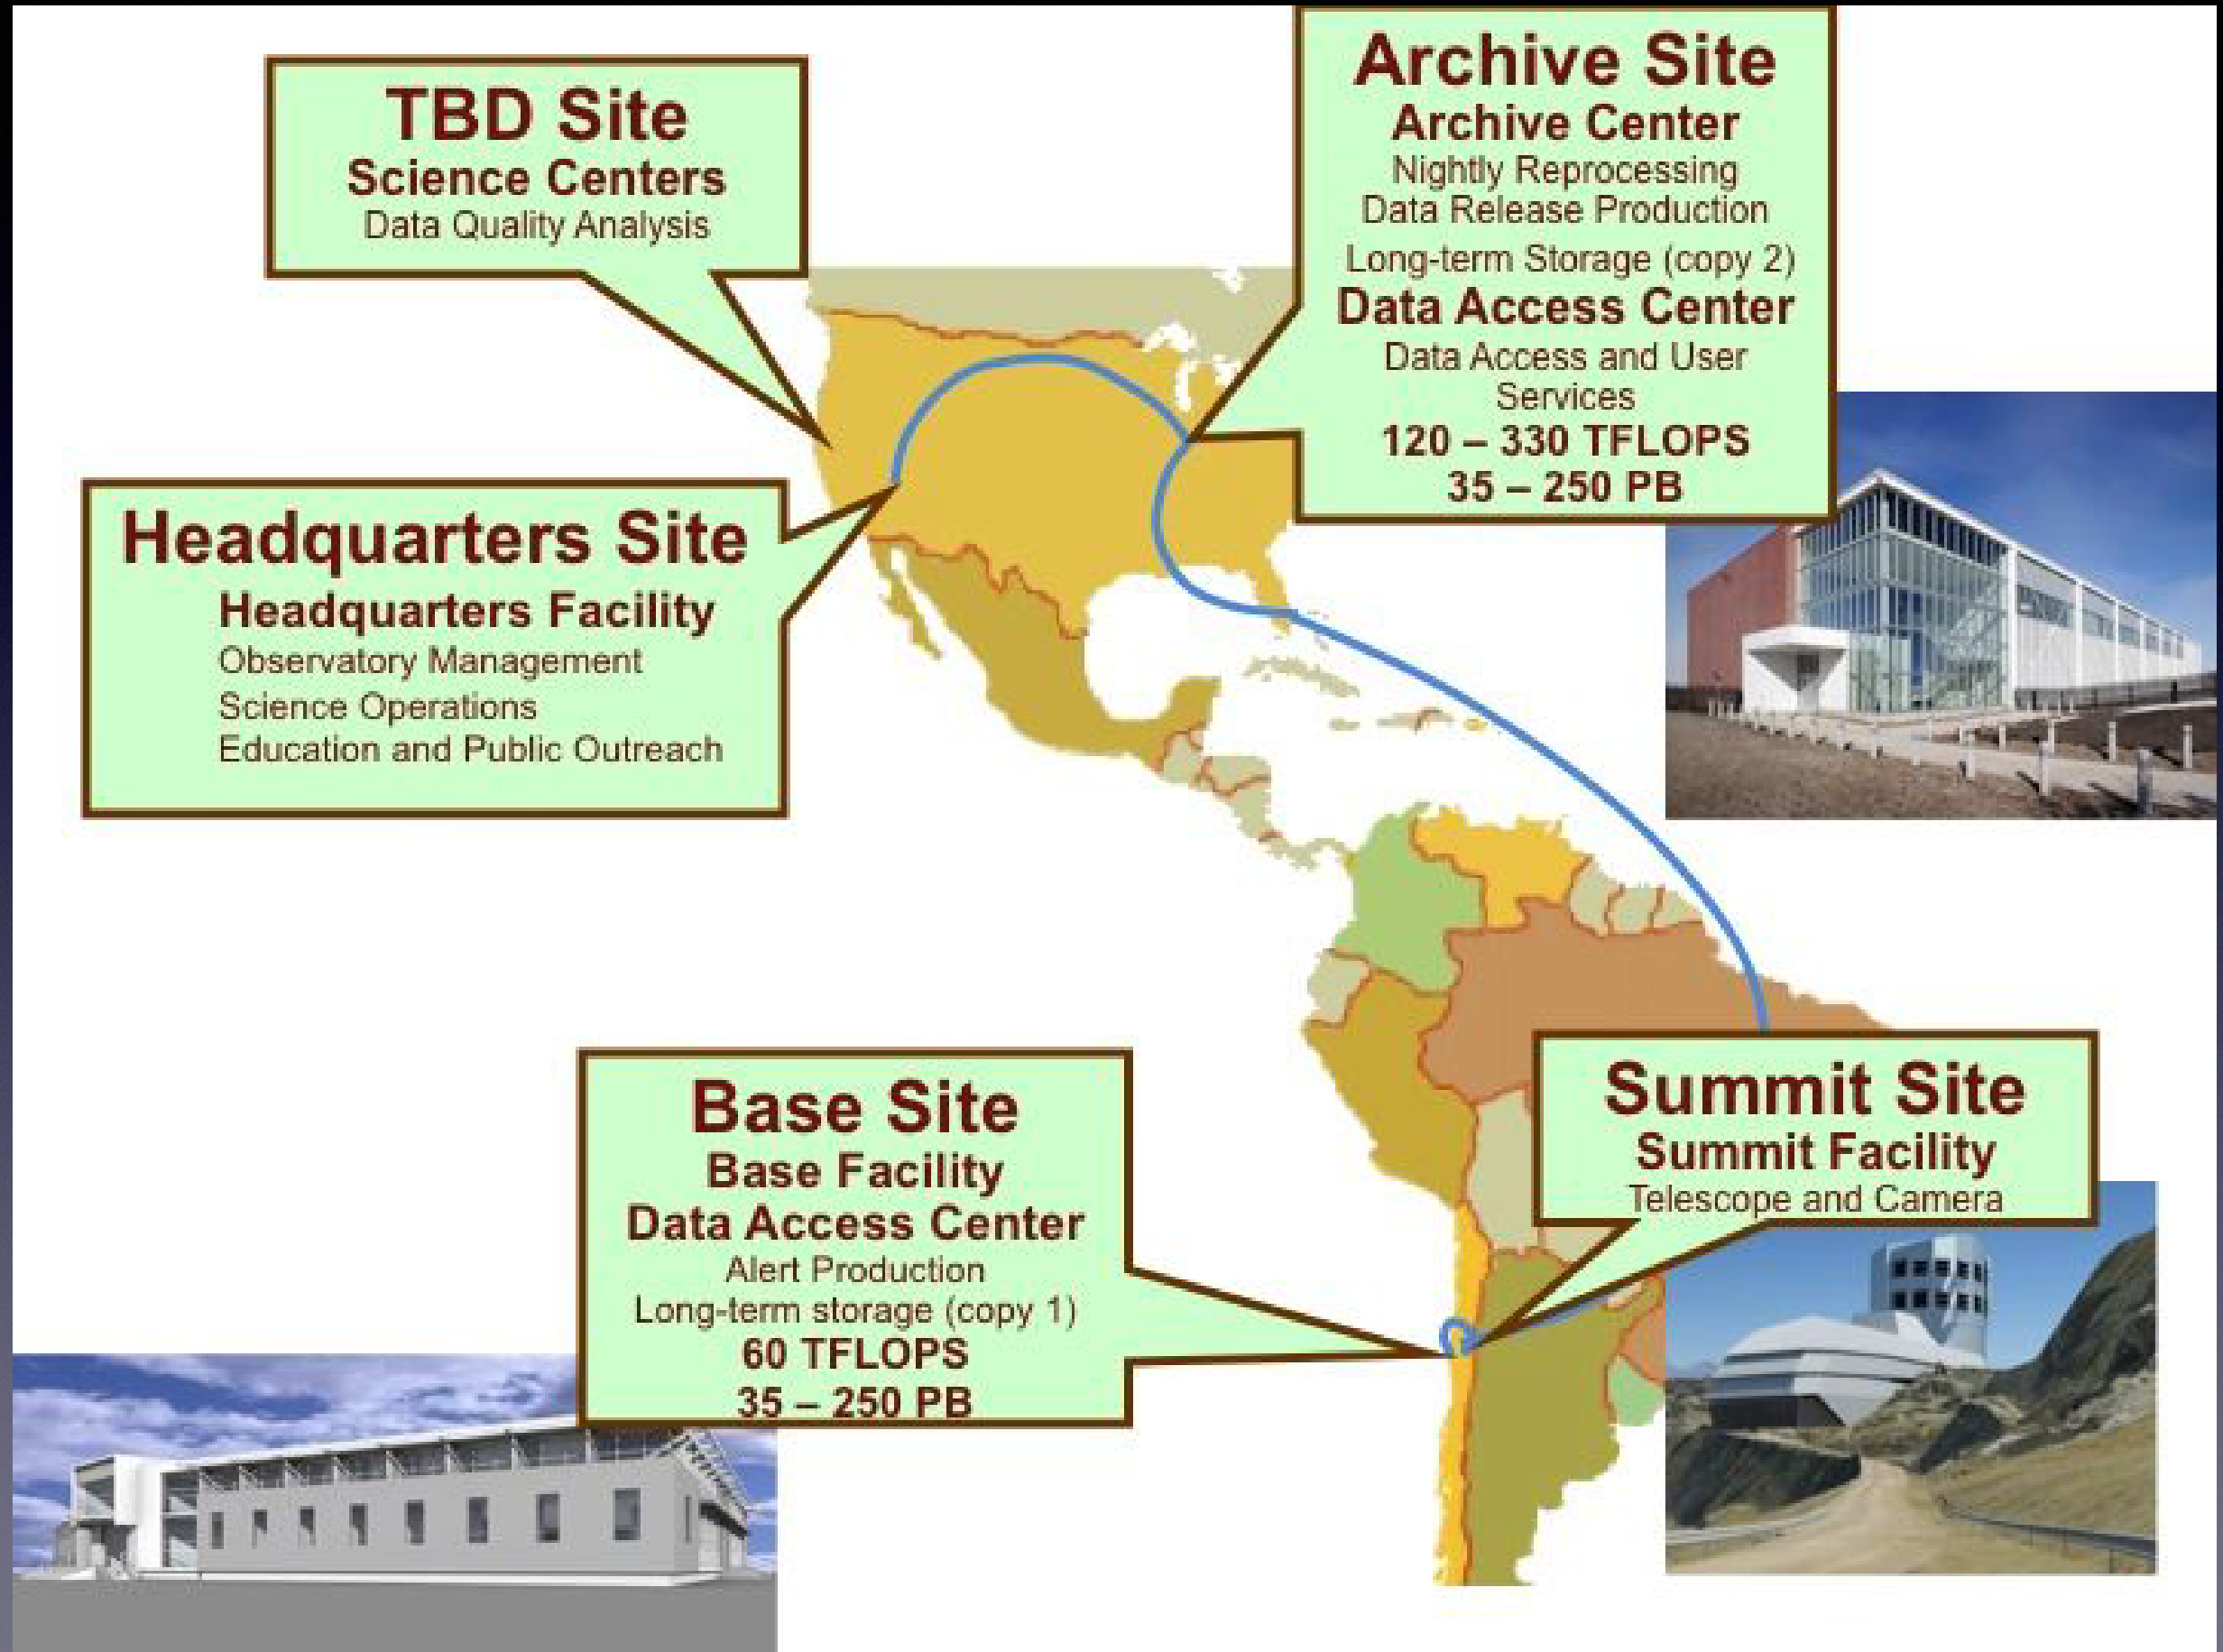 TBD Site
Science Centers
Data Quality Analysis
Archive Site
Archive Center
Nightly Reprocessing
Data Release Production
Long-term Storage (copy 2)
Data Access Center
Data Access and User
Services
120 – 330 TFLOPS
35 – 250 PB
Headquarters Site
Headquarters Facility
Observatory Management
Science Operations
Education and Public Outreach
Base Site
Base Facility
Data Access Center
Alert Production
Long-term storage (copy 1)
60 TFLOPS
35 – 250 PB
Summit Site
Summit Facility
Telescope and Camera